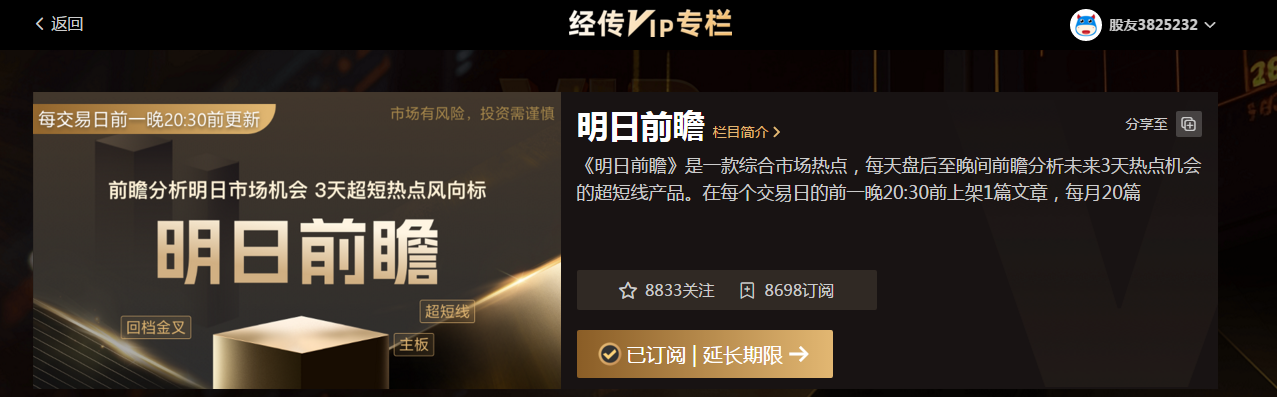 返回
经传VIP专栏
股友3825232
每交易日前一晚20:30前更新
市场有风险，投资需谨慎
前瞻分析明日市场机会 3天超短热点风向标
明日前瞻
超短线
回档金叉
主板
明日前瞻 栏目简介
分享至
《明日前瞻》是一款综合市场热点，每天盘后至晚间前瞻分析未来3天热点机会
的超短线产品。在每个交易日的前一晚20:30前上架1篇文章，每月20篇
8833关注 8698订阅
已订阅 | 延长期限